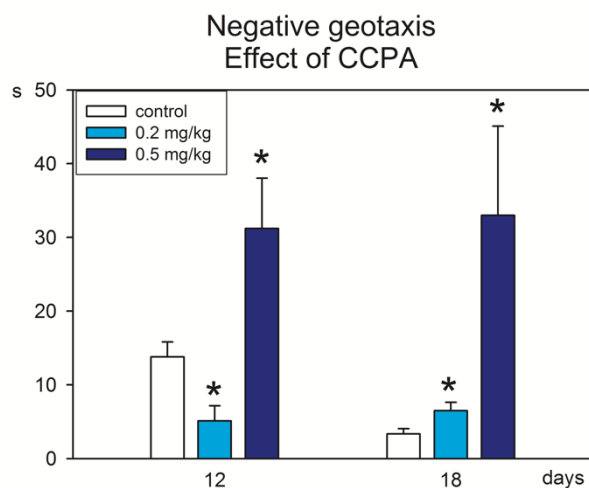 Negative geotaxis
Effect of CCPA
s
50
control
0.2 mg/kg
0.5 mg/kg
*
*
40
30
20
10
*
*
0
12
18
days